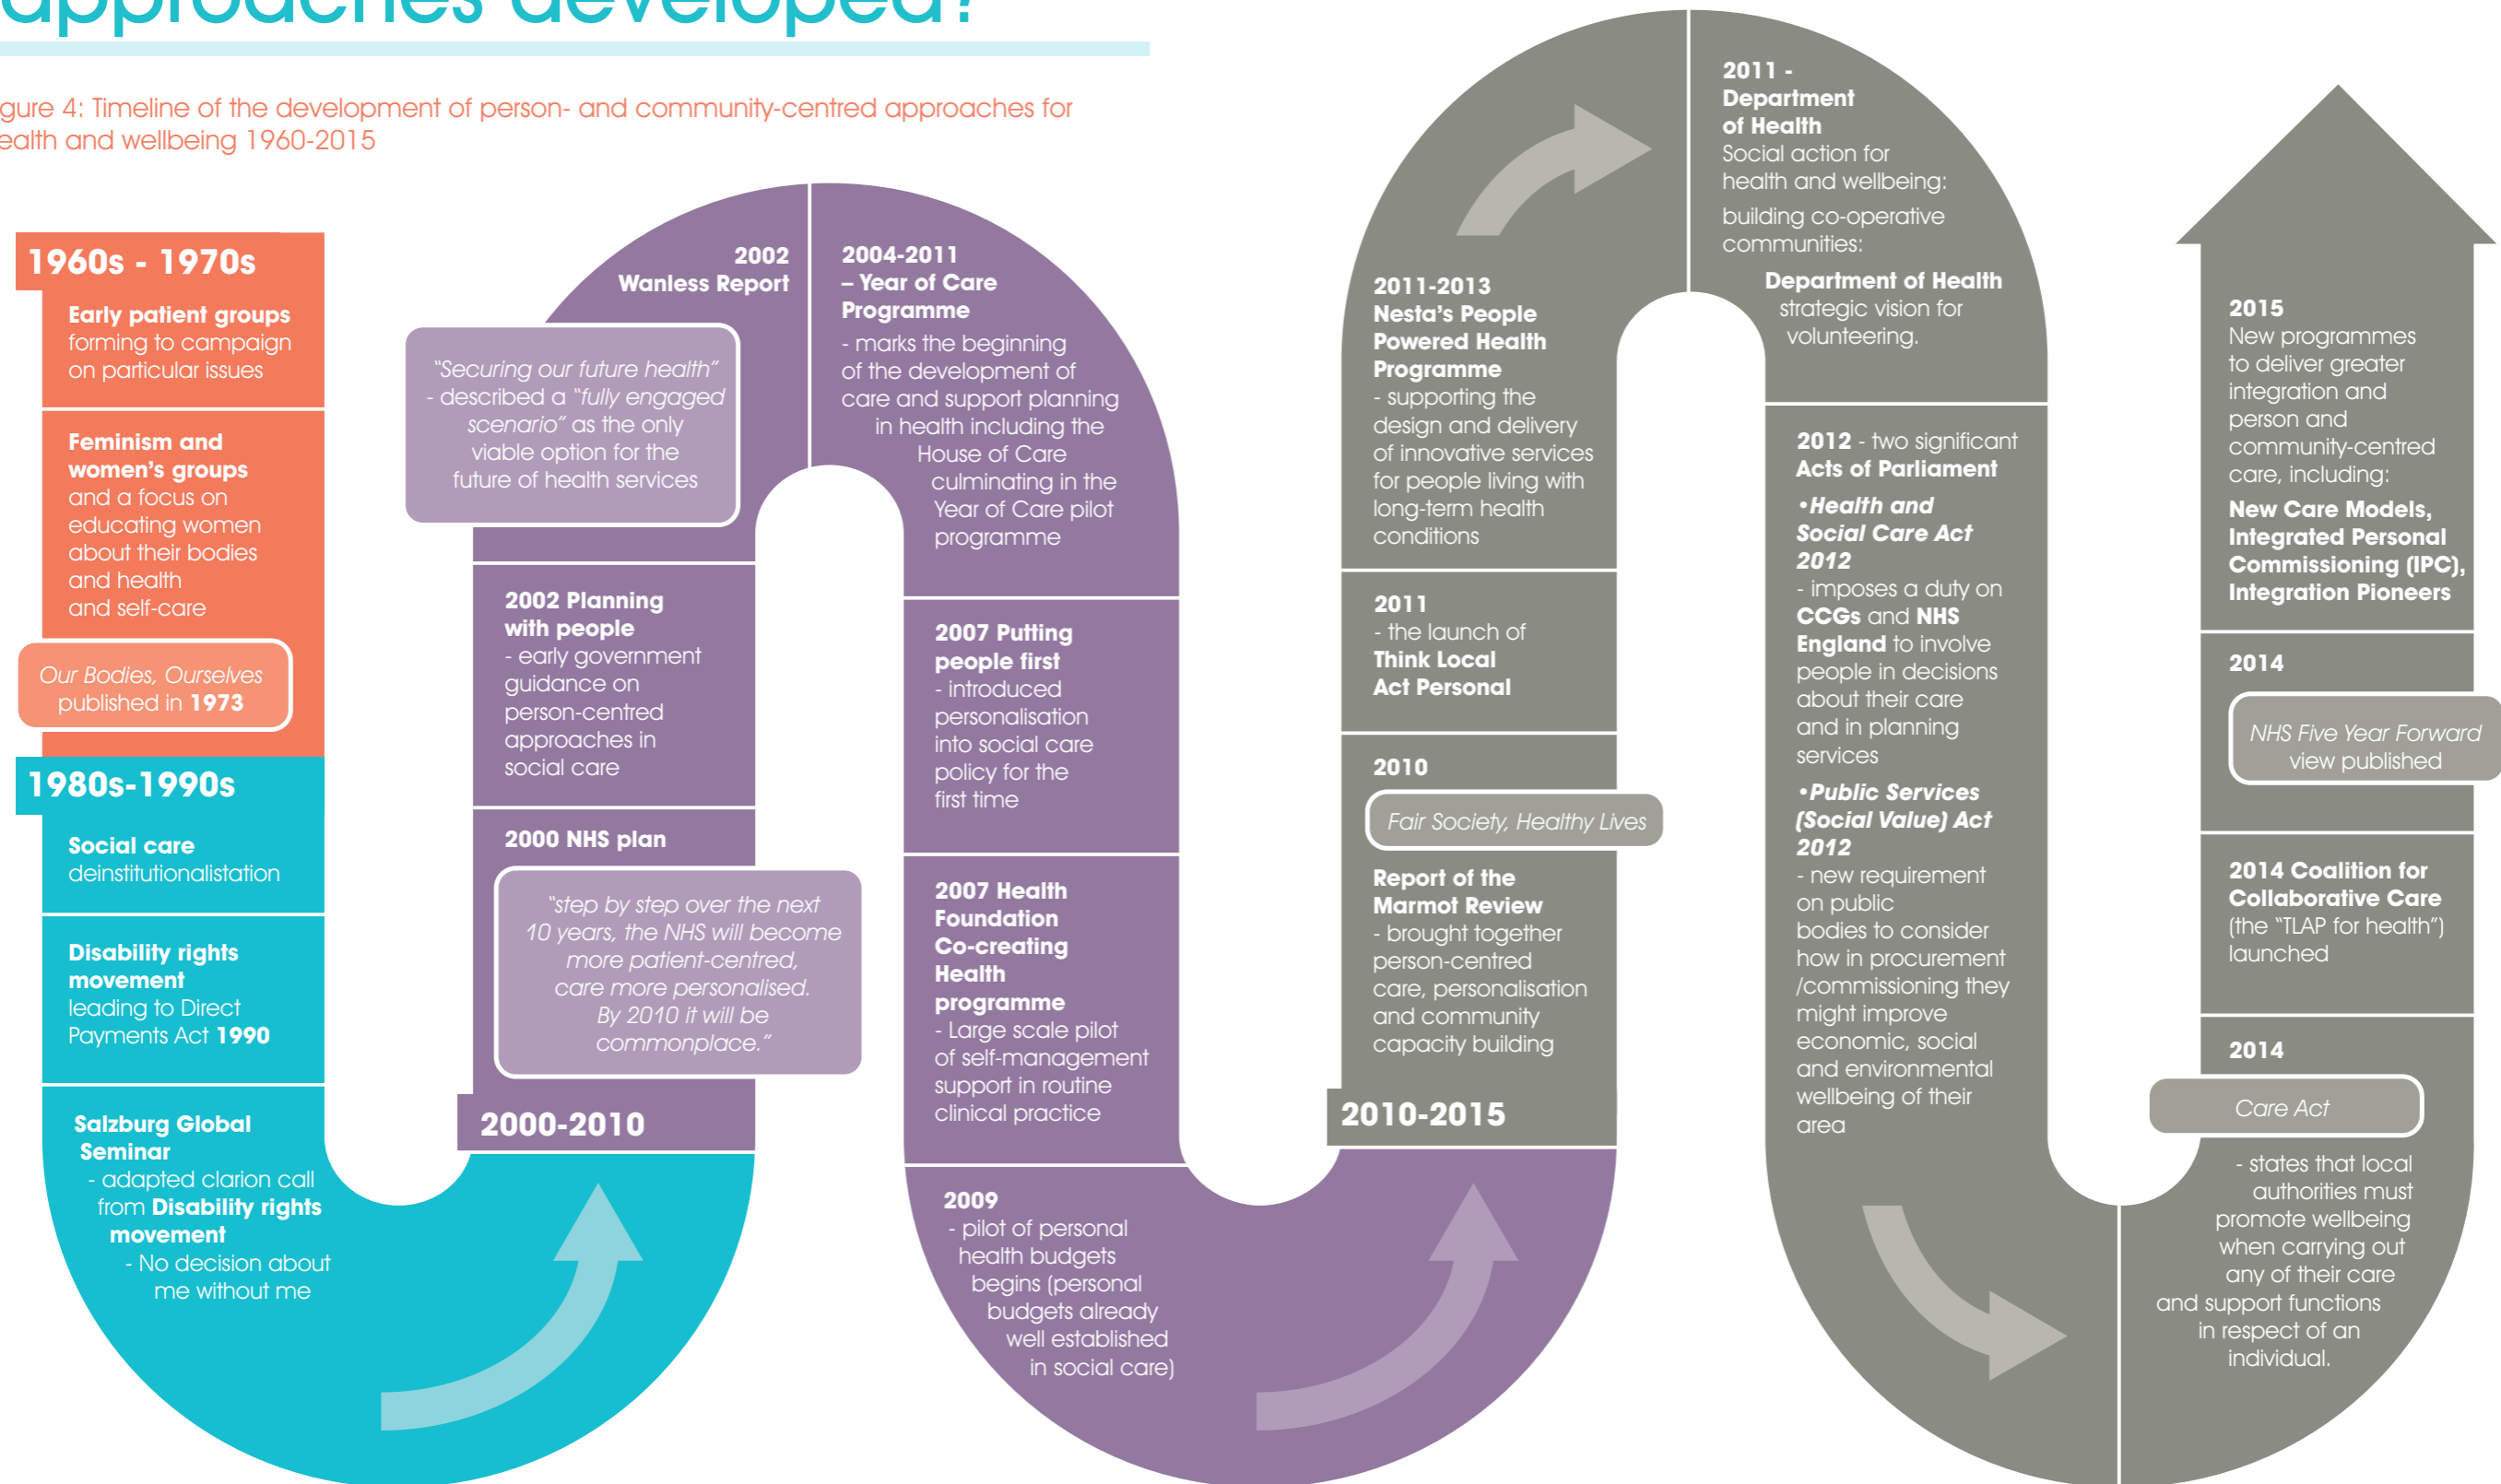 approaches developed?
gure 4: Timeline of the development of person- and community-centred approaches for
ealth and wellbeing 1960-2015
1960s - 1970s
Early patient groups
forming to campaign
on particular issues
Feminism and
women's groups
and a focus on
educating women
about their bodies
and health
and self-care
Our Bodies, Ourselves
published in 1973
1980s-1990s
Social care
deinstitutionalistation
Disability rights
movement
leading to Direct
Payments Act 1990
Salzburg Global
Seminar
- adapted clarion call
from Disability rights
movement
- No decision about
me without me
2000-2010
2000 NHS plan
"step by step over the next
10 years, the NHS will become
more patient-centred,
care more personalised.
By 2010 it will be
commonplace."
2002 Planning
with people
- early government
guidance on
person-centred
approaches in
social care
2002
Wanless Report
"Securing our future health"
- described a "fully engaged
scenario" as the only
viable option for the
future of health services
2004-2011
– Year of Care
Programme
- marks the beginning
of the development of
care and support planning
in health including the
House of Care
culminating in the
Year of Care pilot
programme
2007 Putting
people first
- introduced
personalisation
into social care
policy for the
first time
2007 Health
Foundation
Co-creating
Health
programme
- Large scale pilot
of self-management
support in routine
clinical practice
2009
- pilot of personal
health budgets
begins (personal
budgets already
well established
in social care)
2010-2015
2010
Fair Society, Healthy Lives
Report of the
Marmot Review
- brought together
person-centred
care, personalisation
and community
capacity building
2011
- the launch of
Think Local
Act Personal
2011-2013
Nesta's People
Powered Health
Programme
- supporting the
design and delivery
of innovative services
for people living with
long-term health
conditions
2011 -
Department
of Health
Social action for
health and wellbeing:
building co-operative
communities:
Department of Health
strategic vision for
volunteering.
2012 - two significant
Acts of Parliament
•Health and
Social Care Act
2012
- imposes a duty on
CCGs and NHS
England to involve
people in decisions
about their care
and in planning
services
•Public Services
(Social Value) Act
2012
- new requirement
on public
bodies to consider
how in procurement
/commissioning they
might improve
economic, social
and environmental
wellbeing of their
area
2014
Care Act
- states that local
authorities must
promote wellbeing
when carrying out
any of their care
and support functions
in respect of an
individual.
2014 Coalition for
Collaborative Care
(the "TLAP for health")
launched
2014
NHS Five Year Forward
view published
2015
New programmes
to deliver greater
integration and
person and
community-centred
care, including:
New Care Models,
Integrated Personal
Commissioning (IPC),
Integration Pioneers